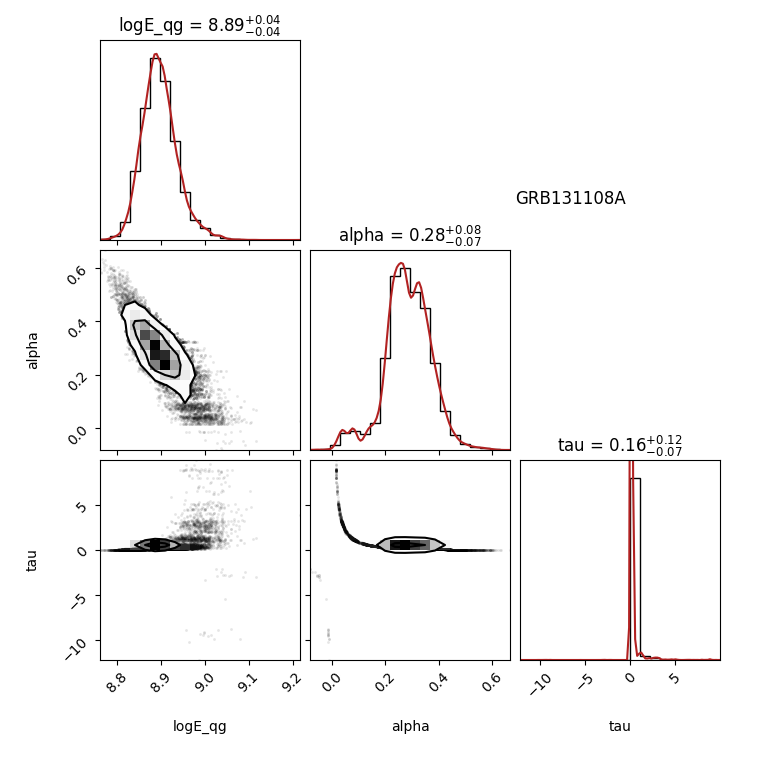 logE_qg = 8.89+0.04−0.04
GRB131108A
alpha = 0.28+0.08−0.07
0.6
0.4
0.2
0.0
alpha
tau = 0.16+0.12−0.07
5
0
−5
−10
tau
8.8 8.9 9.0 9.1 9.2
0.0 0.2 0.4 0.6
−10 −5 0 5
logE_qg alpha tau